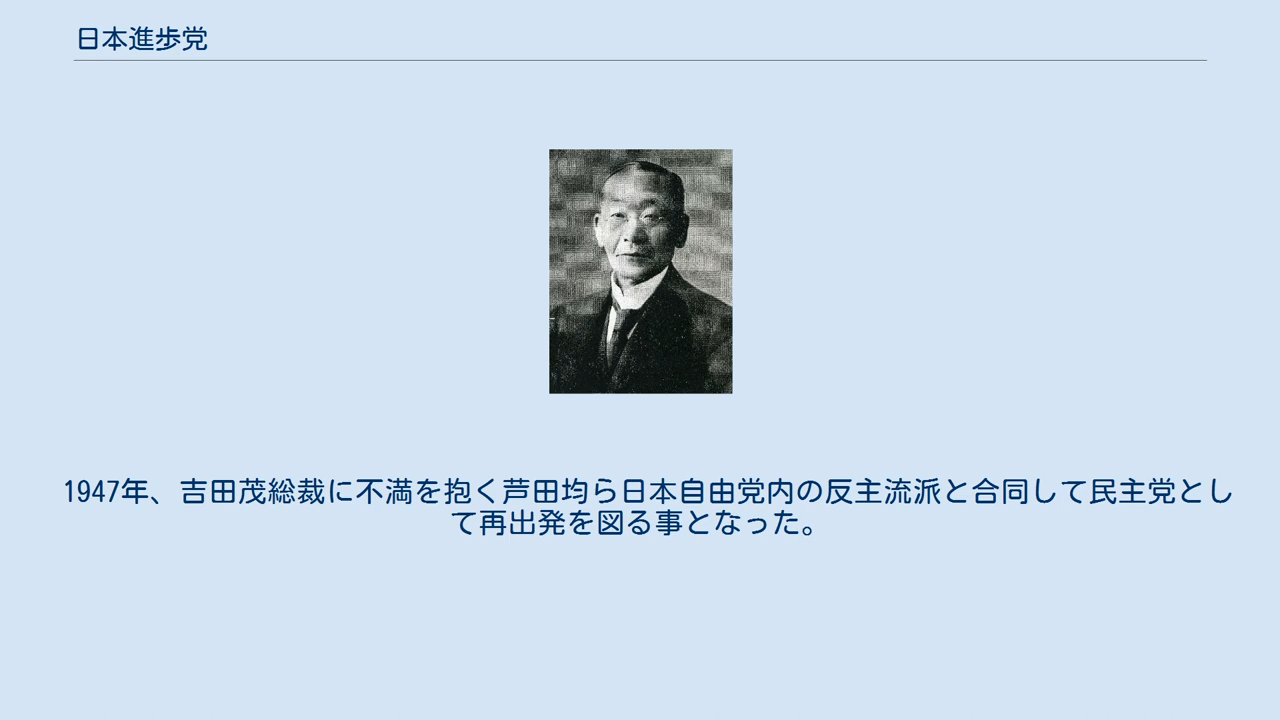 日本進歩党
1947年、吉田茂総裁に不満を抱く芦田均ら日本自由党内の反主流派と合同して民主党とし
て再出発を図る事となった。